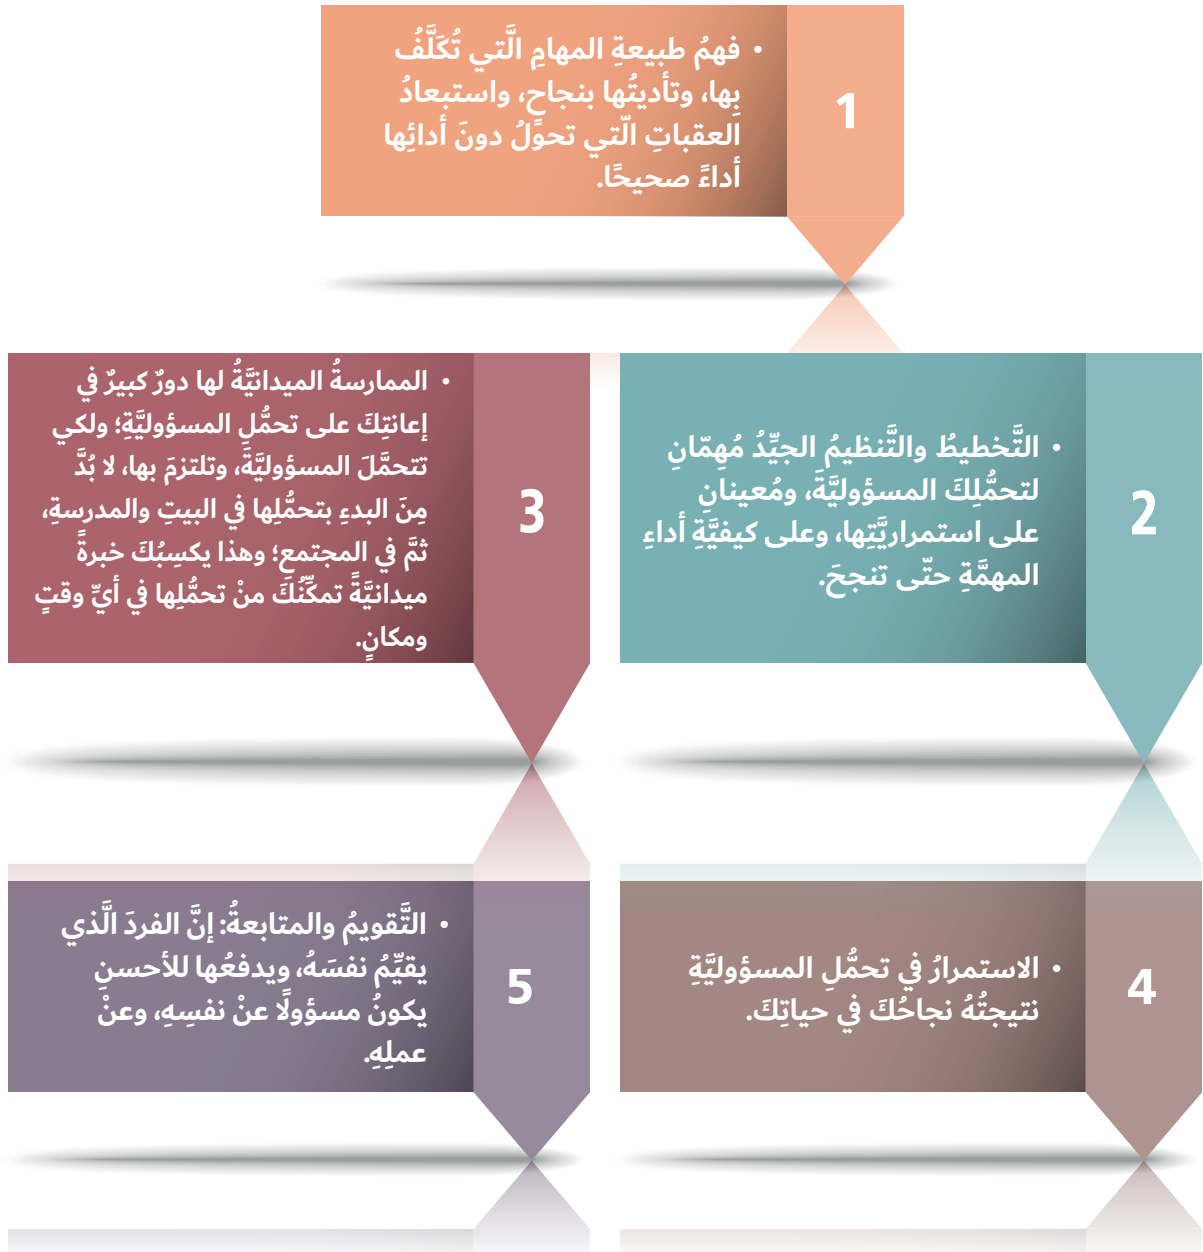 1
• فهمُ طبيعةِ المهامِ الَّتي تُكَلَّفُ
بِها، وتأديتُها بنجاحٍ، واستبعادُ
العقباتِ الّتي تحوّلُ دونَ أدائِها
أداءً صحيحًا.
2
• التَّخطيطُ والتَّنظيمُ الجيِّدُ مُهِمّانِ
لتحمُّلِكَ المسؤوليَّةَ، ومُعينانِ
على استمراريَّتِها، وعلى كيفيَّةِ أداءِ
المهمَّةِ حتّى تنجحَ.
3
• الممارسةُ الميدانيَّةُ لها دورٌ كبيرٌ في
إعانتِكَ على تحمُّلِ المسؤوليَّةِ؛ ولكي
تتحمَّلَ المسؤوليَّةَ، وتلتزمَ بها، لا بُدَّ
مِنَ البدءِ بتحمُّلِها في البيتِ والمدرسةِ،
ثمَّ في المجتمعِ؛ وهذا يكسِبُكَ خبرةً
ميدانيَّةً تمكِّنُكَ منْ تحمُّلِها في أيِّ وقتٍ
ومكانٍ.
4
• الاستمرارُ في تحمُّلِ المسؤوليَّةِ
نتيجتُهُ نجاحُكَ في حياتِكَ.
5
• التَّقويمُ والمتابعةُ: إنَّ الفردَ الَّذي
يقيِّمُ نفسَهُ، ويدفعُها للأحسنِ
يكونُ مسؤولًا عنْ نفسِهِ، وعنْ
عملِهِ.